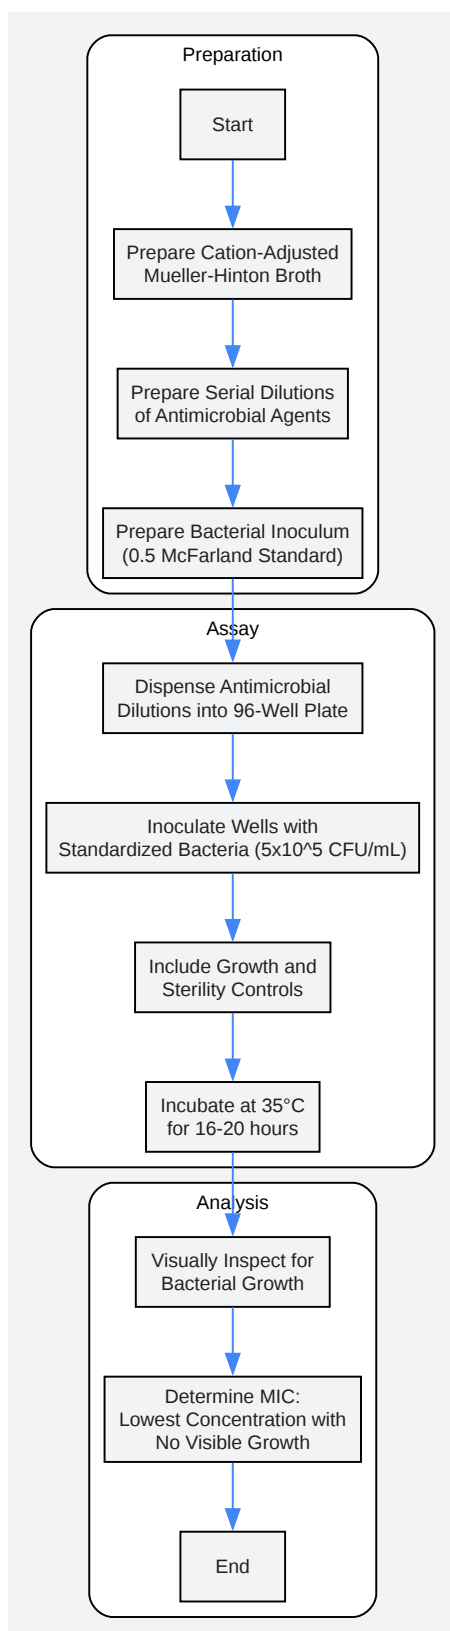 Preparation
Start
Prepare Cation-Adjusted
Mueller-Hinton Broth
Prepare Serial Dilutions
of Antimicrobial Agents
Prepare Bacterial Inoculum
(0.5 McFarland Standard)
Assay
Dispense Antimicrobial
Dilutions into 96-Well Plate
Inoculate Wells with
Standardized Bacteria (5x10^5 CFU/mL)
Include Growth and
Sterility Controls
Incubate at 35°C
for 16-20 hours
Analysis
Visually Inspect for
Bacterial Growth
Determine MIC:
Lowest Concentration with
No Visible Growth
End